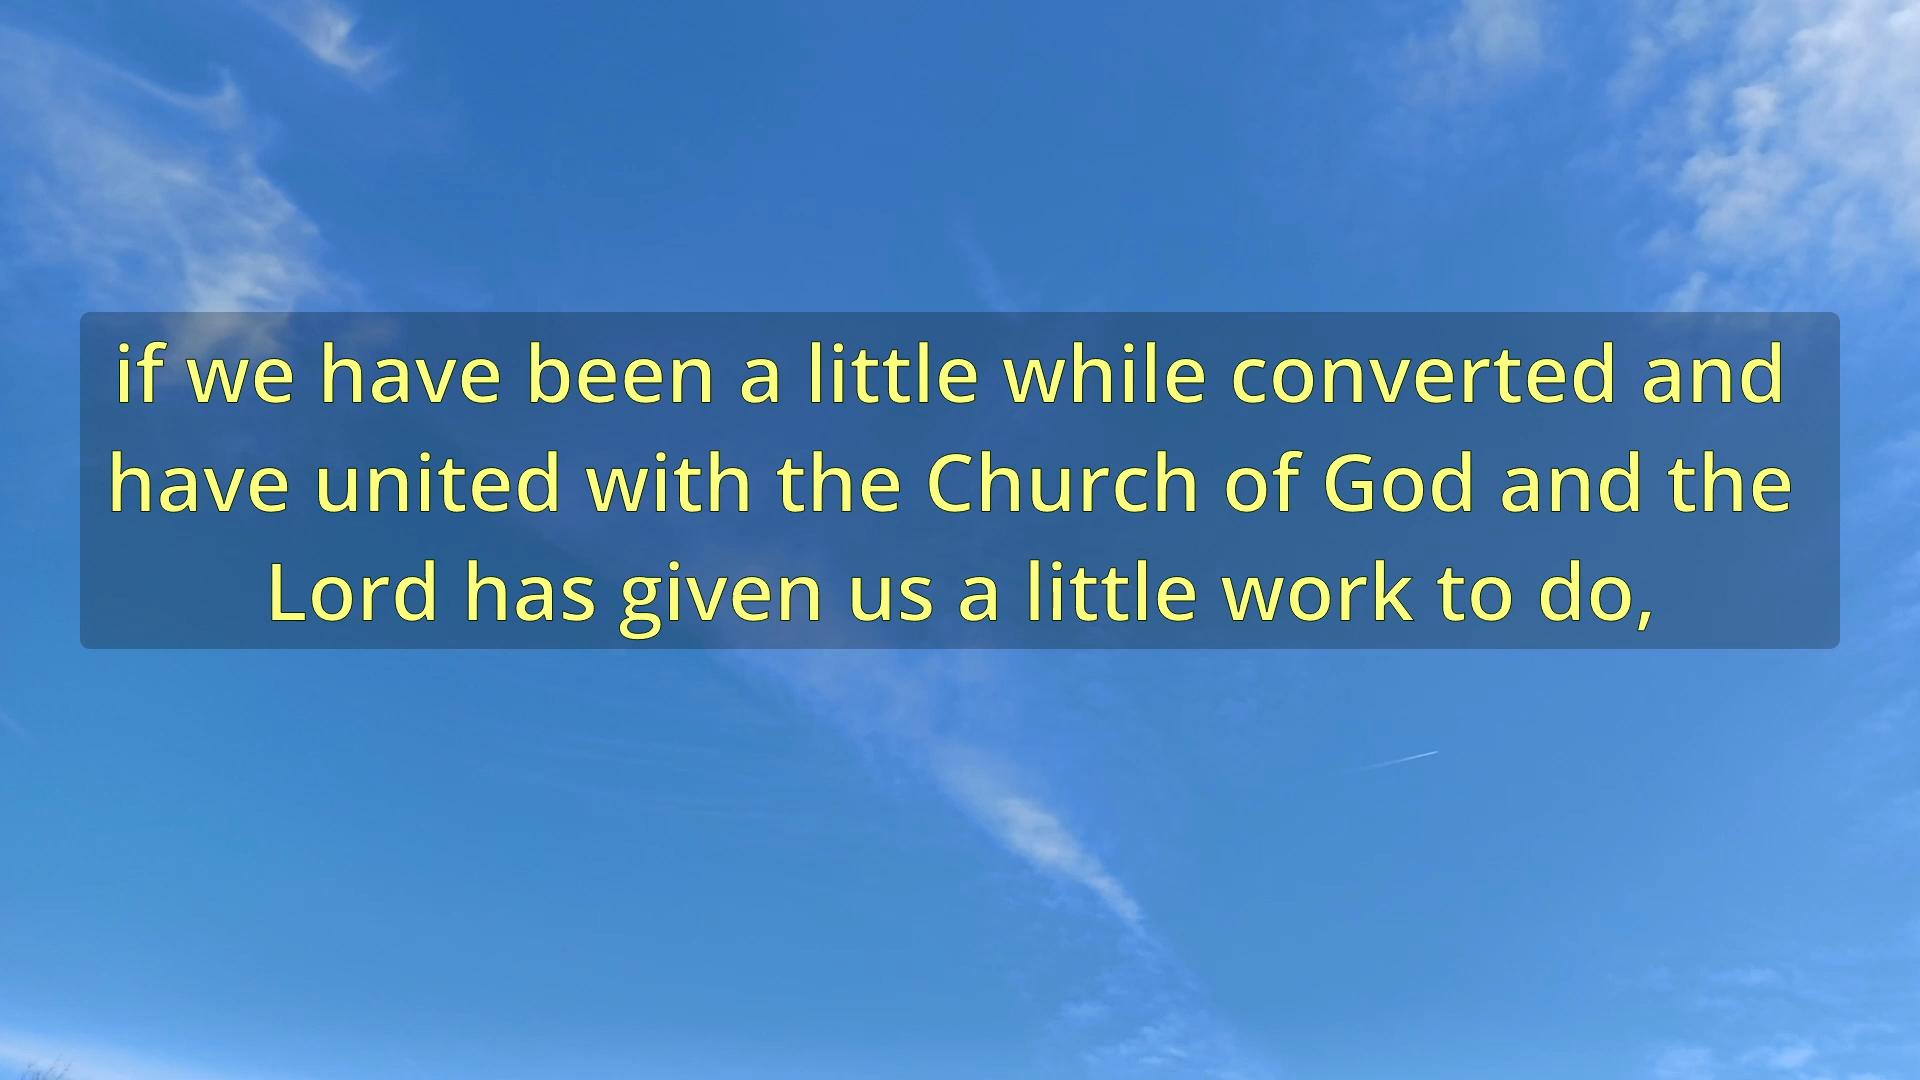 if we have been a little while converted and
have united with the Church of God and the
Lord has given us a little work to do,